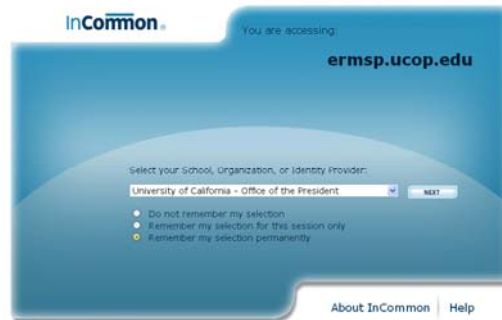 InCommon®
You are accessing:
ermsp.ucop.edu
Select your School, Organization, or Identity Provider:
University of California - Office of the President
NEXT
Do not remember my selection
Remember my selection for this session only
Remember my selection permanently
About InCommon
Help